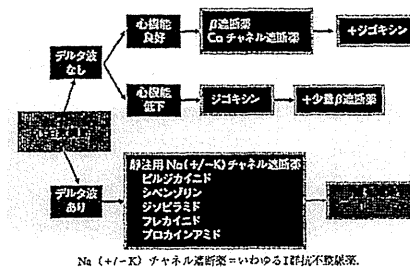 心機能
良好
β遮断薬
Caチャネル遮断薬
+ジゴキシン
デルタ波
なし
心機能
低下
ジゴキシン
+少量β遮断薬
デルタ波
あり
静注用Na(+/−K)チャネル遮断薬
ピルジカイニド
シベンゾリン
ジソピラミド
フレカイニド
プロカインアミド
Na (+/−K) チャネル遮断薬=いわゆるI群抗不整脈薬.